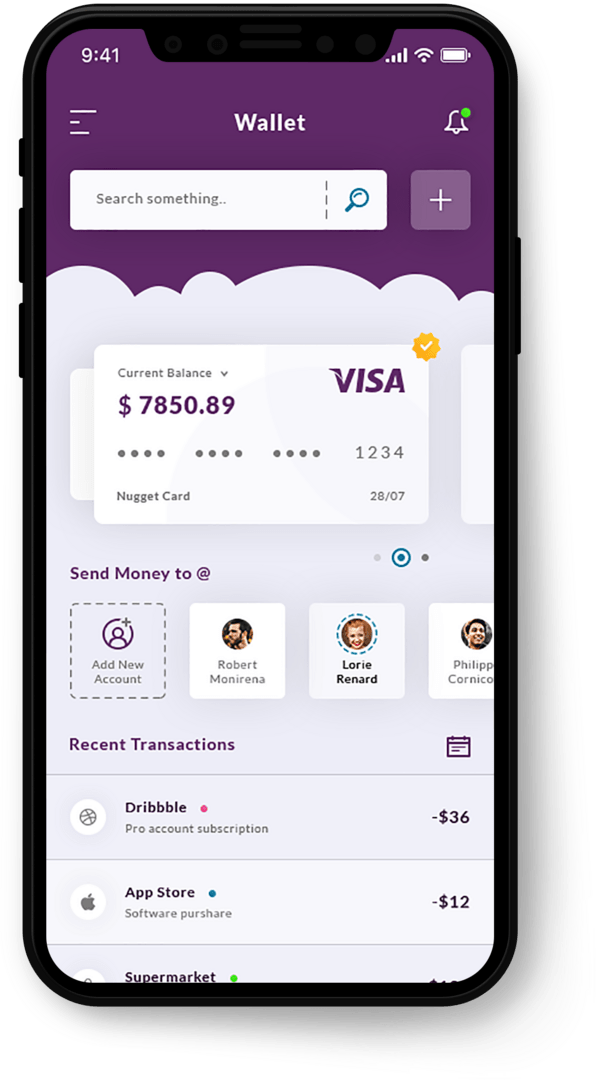 9:41
Wallet
Search something..
Current Balance
VISA
$ 7850.89
1234
Nugget Card
28/07
Send Money to @
Add New
Account
Robert
Monirena
Lorie
Renard
Philipp
Cornico
Recent Transactions
Dribbble
-$36
Pro account subscription
App Store
-$12
Software purshare
Supermarket